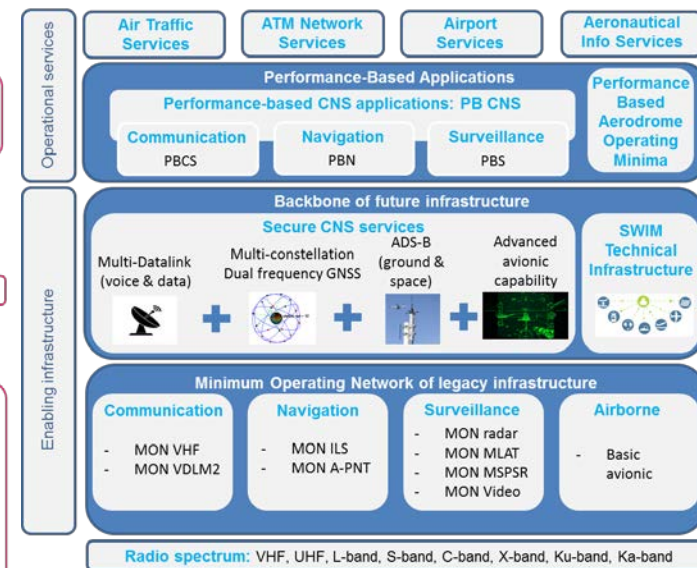 Operational services
Air Traffic
Services
ATM Network
Services
Airport
Services
Aeronautical
Info Services
Performance-Based Applications
Performance-based CNS applications: PB CNS
Communication
PBCS
Navigation
PBN
Surveillance
PBS
Performance
Based
Aerodrome
Operating
Minima
Enabling infrastructure
Backbone of future infrastructure
Secure CNS services
Multi-Datalink
(voice & data)
Multi-constellation
Dual frequency GNSS
ADS-B
(ground &
space)
Advanced
avionic
capability
SWIM
Technical
Infrastructure
Minimum Operating Network of legacy infrastructure
Communication
- MON VHF
- MON VDLM2
Navigation
- MON ILS
- MON A-PNT
Surveillance
- MON radar
- MON MLAT
- MON MSPSR
- MON Video
Airborne
- Basic
avionic
Radio spectrum: VHF, UHF, L-band, S-band, C-band, X-band, Ku-band, Ka-band